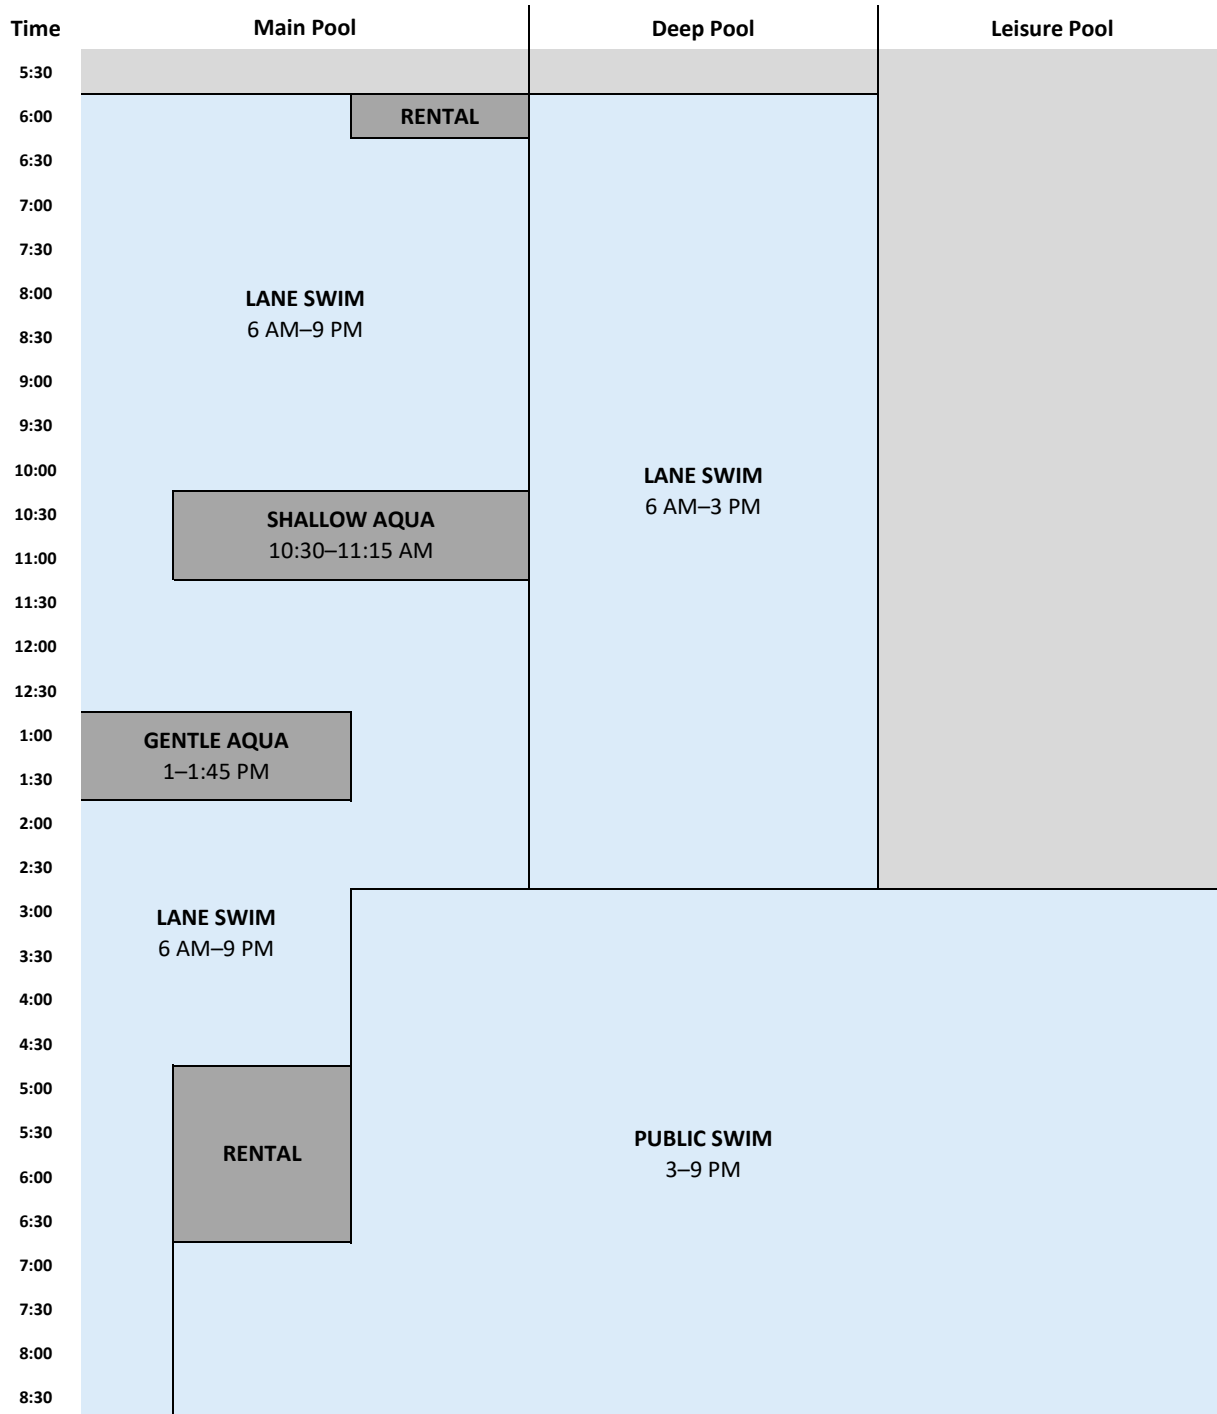 Time Main Pool Deep Pool Leisure Pool
5:30
6:00 RENTAL
6:30
7:00
7:30
8:00
LANE SWIM
6 AM–9 PM
8:30
9:00
9:30
10:00
LANE SWIM
6 AM–3 PM
10:30
SHALLOW AQUA
10:30–11:15 AM
11:00
11:30
12:00
12:30
1:00
GENTLE AQUA
1–1:45 PM
1:30
2:00
2:30
3:00
LANE SWIM
6 AM–9 PM
3:30
4:00
4:30
5:00
5:30
PUBLIC SWIM
3–9 PM
RENTAL
6:00
6:30
7:00
7:30
8:00
8:30